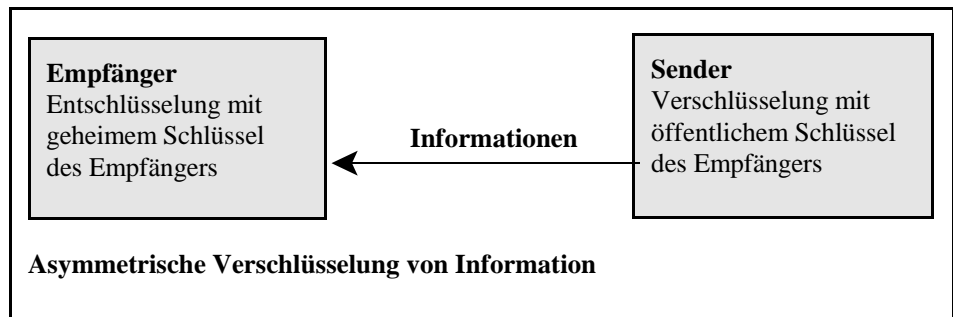 Empfänger
Entschlüsselung mit
geheimem Schlüssel
des Empfängers
Informationen
Sender
Verschlüsselung mit
öffentlichem Schlüssel
des Empfängers
Asymmetrische Verschlüsselung von Information